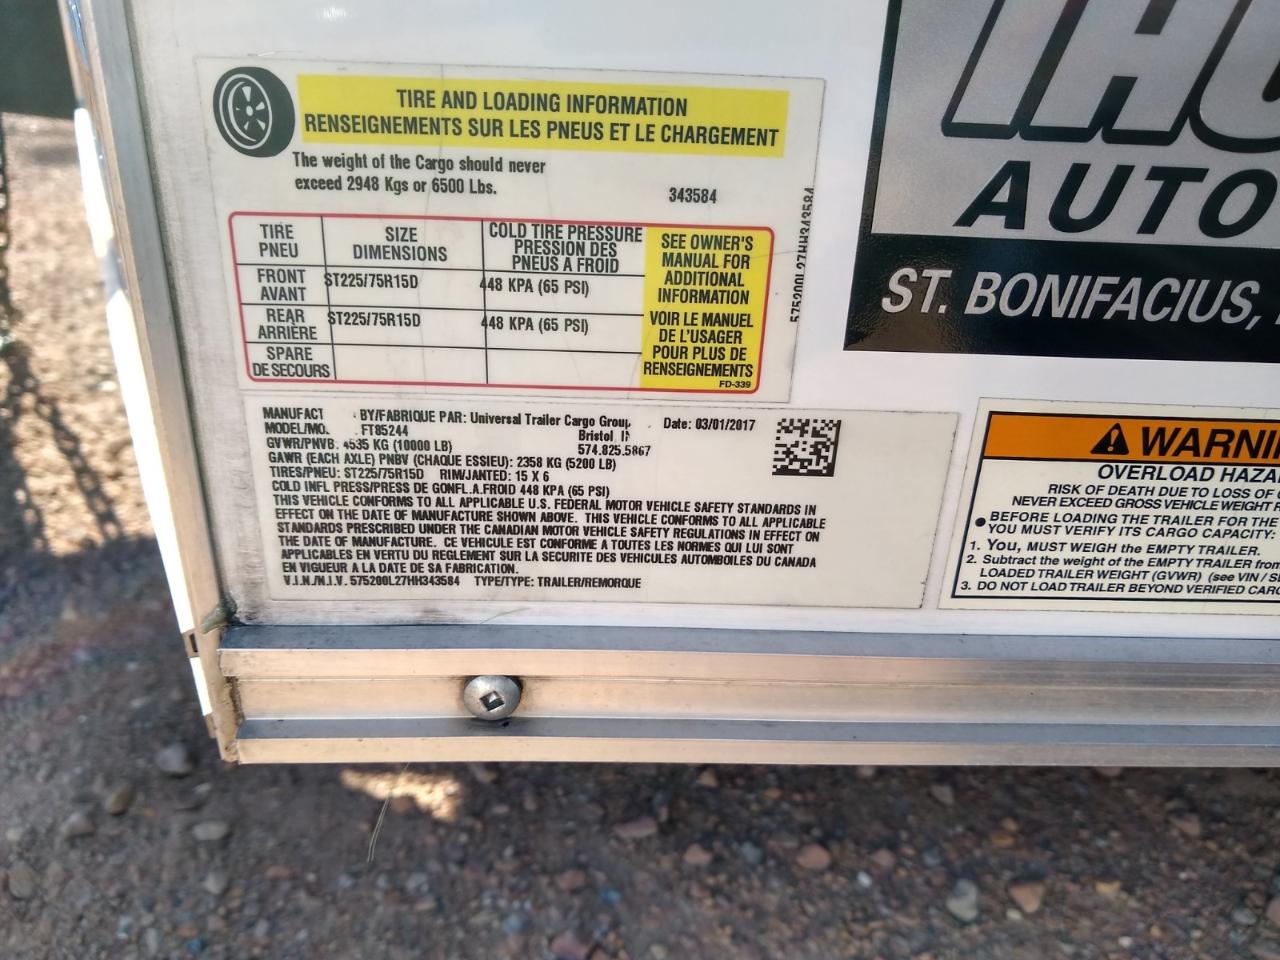 TIRE AND LOADING INFORMATION
RENSEIGNEMENTS SUR LES PNEUS ET LE CHARGEMENT
The weight of the Cargo should never
exceed 2948 Kgs or 6500 Lbs.
343584
TIRE
PNEU
SIZE
DIMENSIONS
COLD TIRE PRESSURE
PRESSION DES
PNEUS A FROID
FRONT
AVANT
ST225/75R15D
448 KPA (65 PSI)
REAR
ARRIÈRE
ST225/75R15D
448 KPA (65 PSI)
SPARE
DE SECOURS
SEE OWNER'S
MANUAL FOR
ADDITIONAL
INFORMATION
VOIR LE MANUEL
DE L'USAGER
POUR PLUS DE
RENSEIGNEMENTS
FD-339
575200L27HH343584
MANUFACT BY/FABRIQUE PAR: Universal Trailer Cargo Group Date: 03/01/2017
MODEL/MO. FT85244 Bristol
GVWR/PNVB 4535 KG (10000 LB) 574.825.5867
GAWR (EACH AXLE) PNBV (CHAQUE ESSIEU): 2358 KG (5200 LB)
TIRES/PNEU: ST225/75R15D RIM/JANTED: 15 X 6
COLD INFL PRESS/PRESS DE GONFL.A.FROID 448 KPA (65 PSI)
THIS VEHICLE CONFORMS TO ALL APPLICABLE U.S. FEDERAL MOTOR VEHICLE SAFETY STANDARDS IN
EFFECT ON THE DATE OF MANUFACTURE SHOWN ABOVE. THIS VEHICLE CONFORMS TO ALL APPLICABLE
STANDARDS PRESCRIBED UNDER THE CANADIAN MOTOR VEHICLE SAFETY REGULATIONS IN EFFECT ON
THE DATE OF MANUFACTURE. CE VEHICULE EST CONFORME A TOUTES LES NORMES QUI LUI SONT
APPLICABLES EN VERTU DU REGLEMENT SUR LA SECURITE DES VEHICULES AUTOMBOILES DU CANADA
EN VIGUEUR A LA DATE DE SA FABRICATION.
V.I.N./N.I.V. 575200L27HH343584 TYPE/TYPE: TRAILER/REMORQUE
AUTO
ST. BONIFACIUS,
WARNIN
OVERLOAD HAZA
RISK OF DEATH DUE TO LOSS OF
NEVER EXCEED GROSS VEHICLE WEIGHT
● BEFORE LOADING THE TRAILER FOR THE
YOU MUST VERIFY ITS CARGO CAPACITY:
1. You, MUST WEIGH the EMPTY TRAILER.
2. Subtract the weight of the EMPTY TRAILER from
LOADED TRAILER WEIGHT (GVWR) (see VIN /
3. DO NOT LOAD TRAILER BEYOND VERIFIED CARG